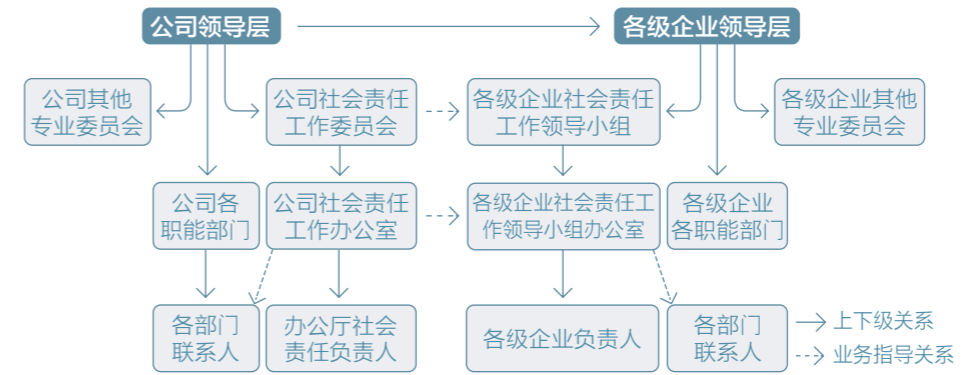 公司领导层
各级企业领导层
公司其他
专业委员会
公司社会责任
工作委员会
各级企业社会责任
工作领导小组
各级企业其他
专业委员会
公司各
职能部门
公司社会责任
工作办公室
各级企业社会责任工
作领导小组办公室
各级企业
各职能部门
各部门
联系人
办公厅社会
责任负责人
各级企业负责人
各部门
联系人
上下级关系
业务指导关系